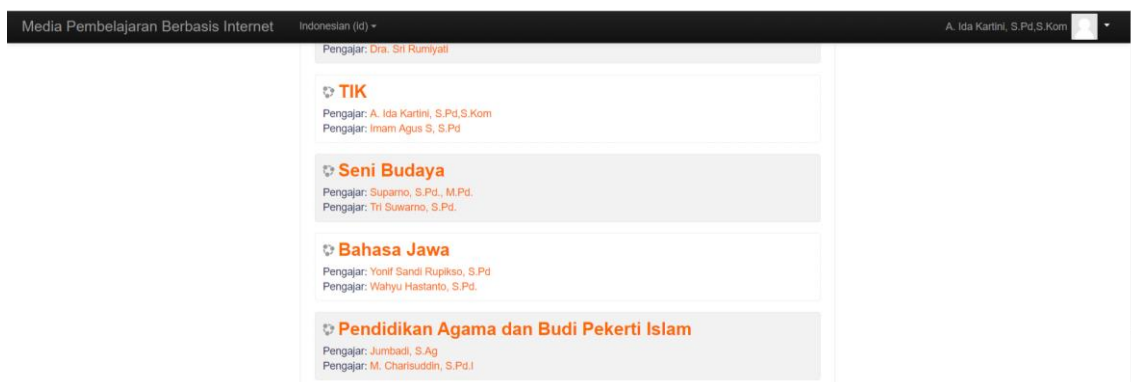 Media Pembelajaran Berbasis Internet Indonesian (id) A. Ida Kartini, S.Pd,S.Kom
Pengajar: Dra. Sri Rumiyati
TIK
Pengajar: A. Ida Kartini, S.Pd,S.Kom
Pengajar: Imam Agus S, S.Pd
Seni Budaya
Pengajar: Suparno, S.Pd., M.Pd.
Pengajar: Tri Suwarno, S.Pd.
Bahasa Jawa
Pengajar: Yonif Sandi Rupikso, S.Pd
Pengajar: Wahyu Hastanto, S.Pd.
Pendidikan Agama dan Budi Pekerti Islam
Pengajar: Jumbadi, S.Ag
Pengajar: M. Charisuddin, S.Pd.I